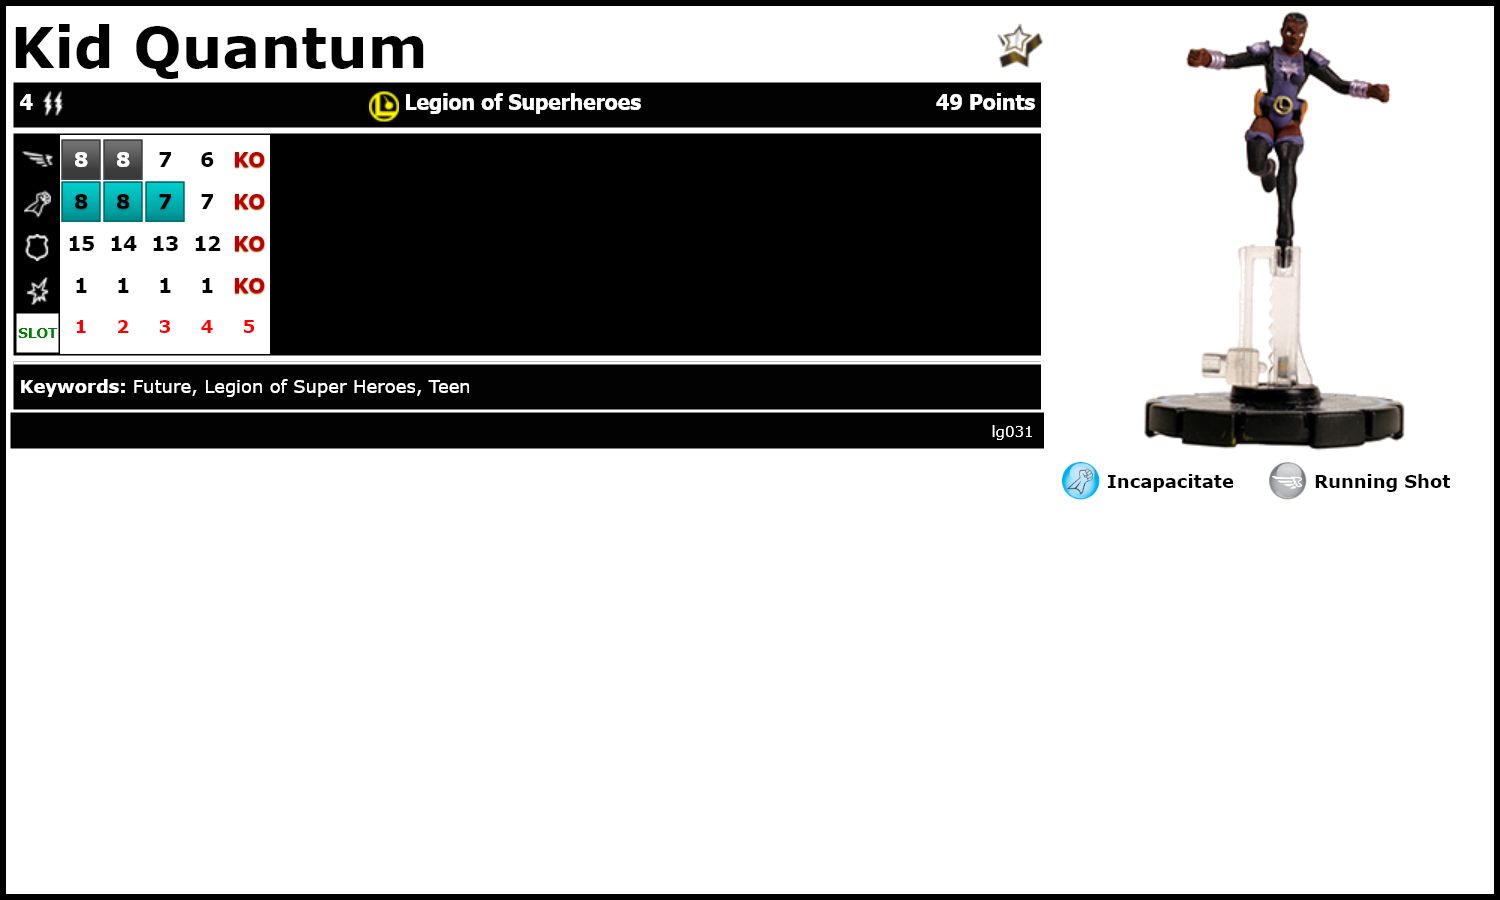 Kid Quantum
4 Legion of Superheroes 49 Points
8 8 7 6 KO
8 8 7 7 KO
15 14 13 12 KO
1 1 1 1 KO
SLOT 1 2 3 4 5
Keywords: Future, Legion of Super Heroes, Teen
lg031
Incapacitate Running Shot